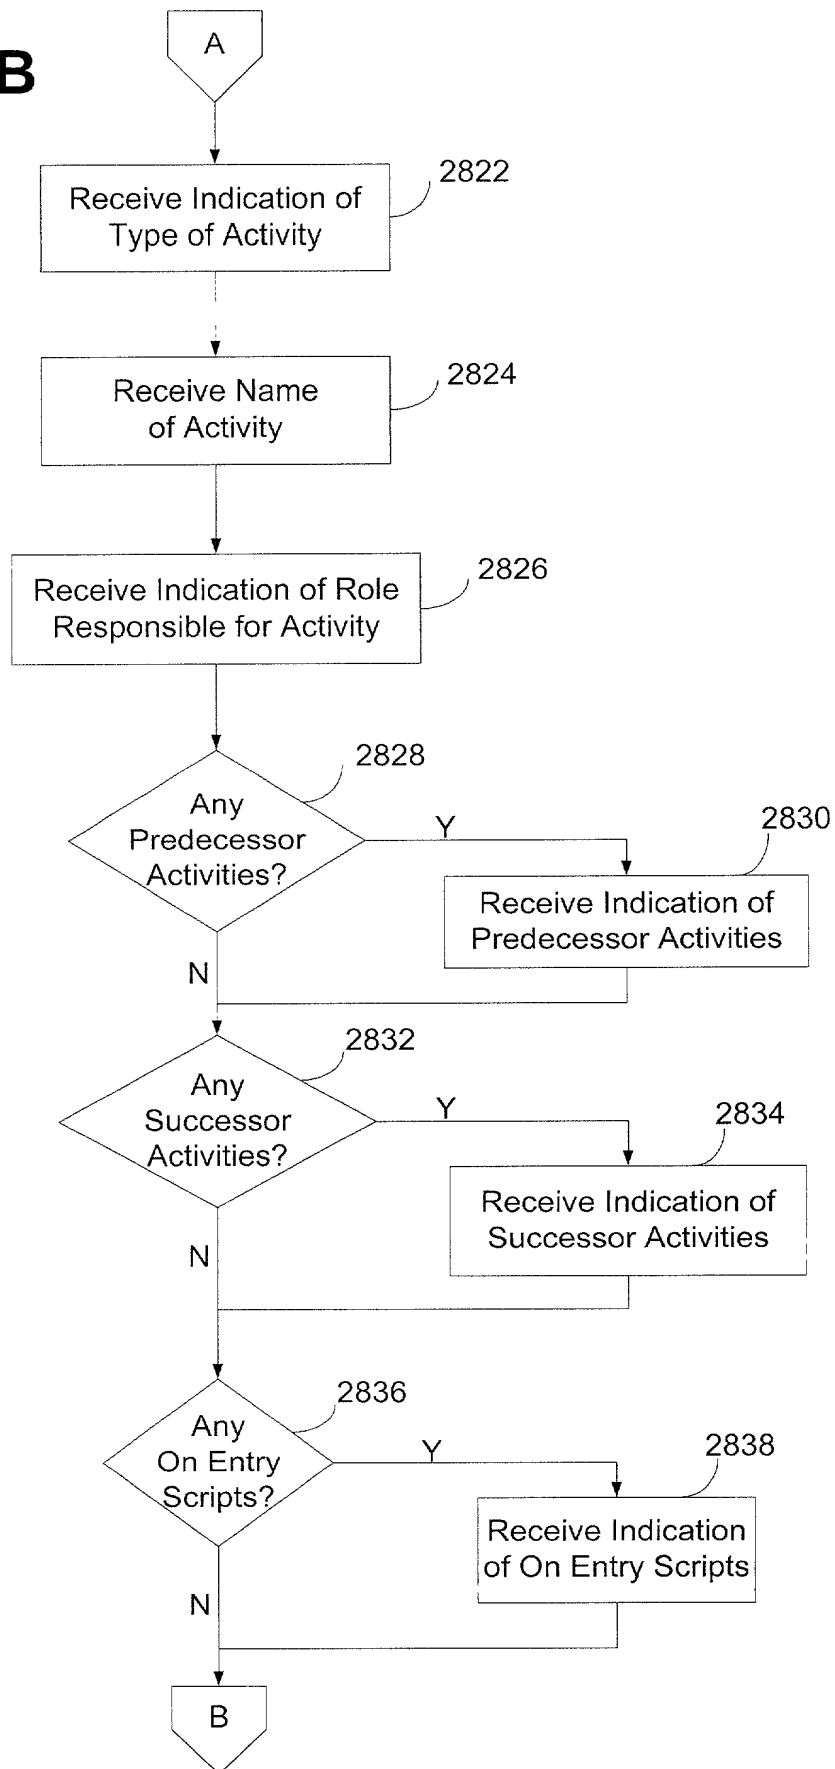 B
A
2822
Receive Indication of
Type of Activity
2824
Receive Name
of Activity
2826
Receive Indication of Role
Responsible for Activity
2828
Any
Predecessor
Activities?
Y
2830
Receive Indication of
Predecessor Activities
N
2832
Any
Successor
Activities?
Y
2834
Receive Indication of
Successor Activities
N
2836
Any
On Entry
Scripts?
Y
2838
Receive Indication
of On Entry Scripts
N
B